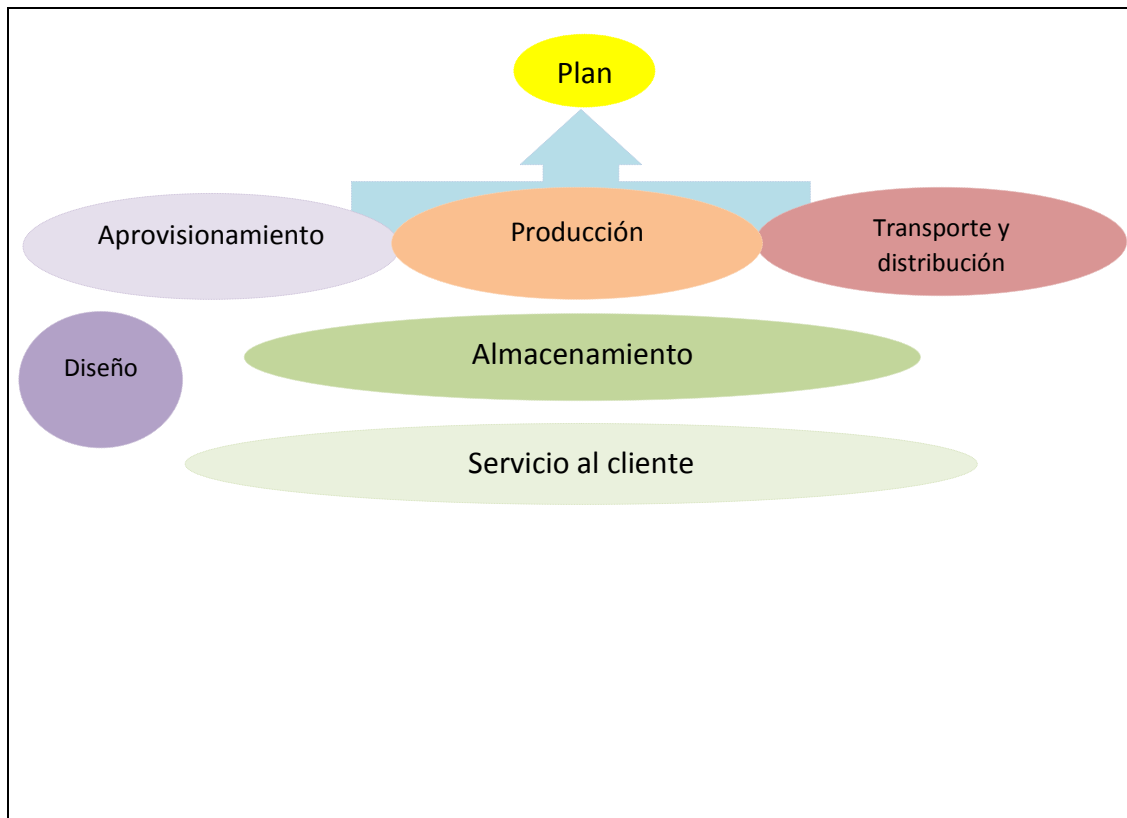 Plan
Aprovisionamiento
Producción
Transporte y
distribución
Diseño
Almacenamiento
Servicio al cliente